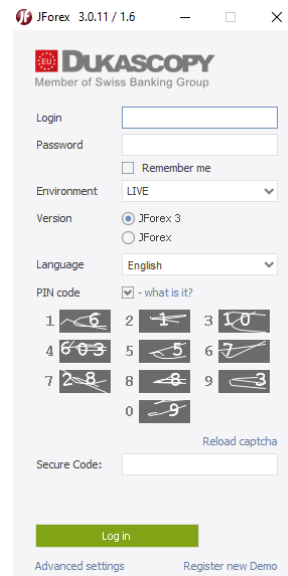 JForex 3.0.11 / 1.6
EU DUKASCOPY
Member of Swiss Banking Group
Login
Password
Remember me
Environment LIVE
Version JForex 3
JForex
Language English
PIN code - what is it?
1 2 3
4 5 6
7 8 9
0
Reload captcha
Secure Code:
Log in
Advanced settings Register new Demo